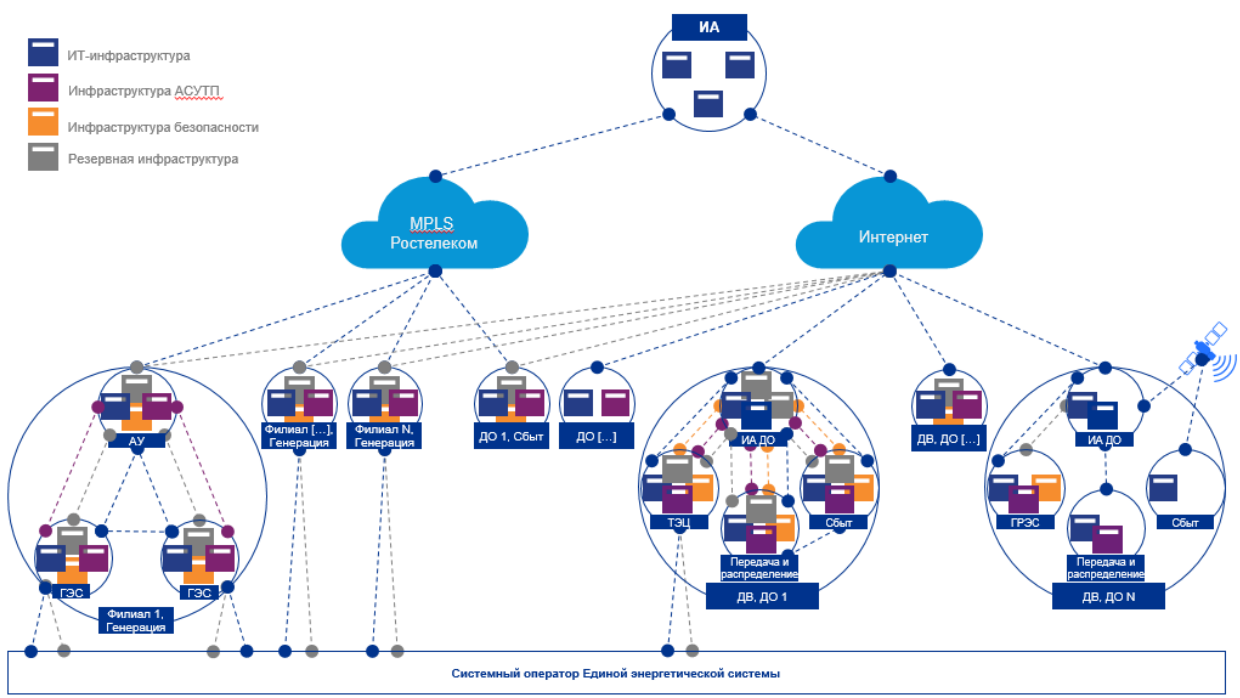 ИА
ИТ-инфраструктура
Инфраструктура АСУТП
Инфраструктура безопасности
Резервная инфраструктура
MPLS
Ростелеком
Интернет
АУ
Филиал [...],
Генерация
Филиал N,
Генерация
ДО 1, Сбыт
ДО [...]
ИА ДО
ДВ, ДО [...]
ИА ДО
ТЭЦ
Сбыт
ГРЭС
Сбыт
Передача и
распределение
Передача и
распределение
ГЭС
ГЭС
ДВ, ДО 1
ДВ, ДО N
Филиал 1,
Генерация
Системный оператор Единой энергетической системы